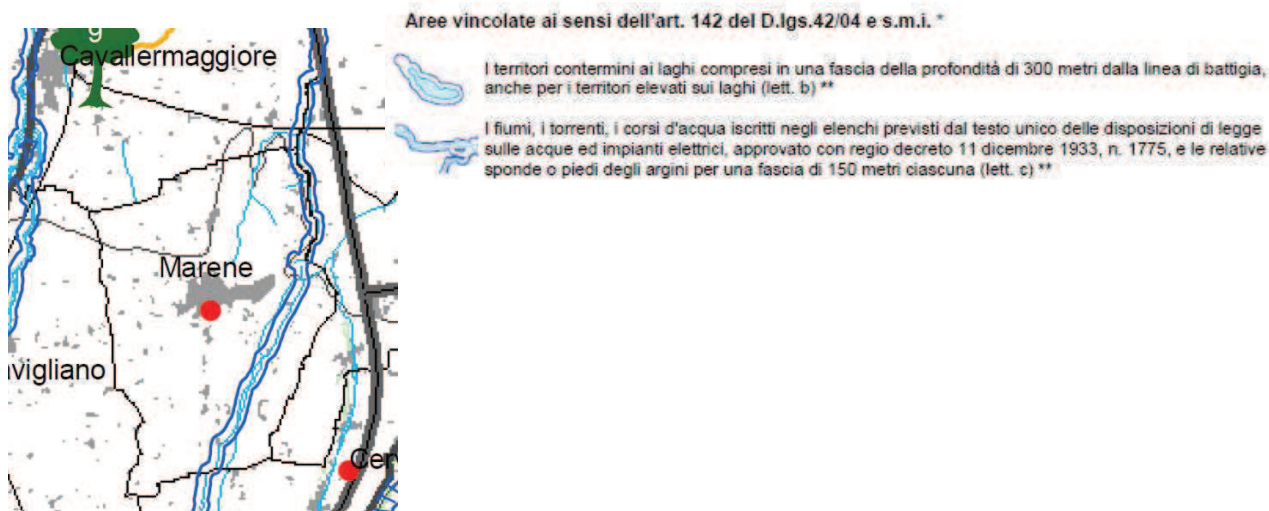 9
Cavallermaggiore
Marene
avigliano
Cer
Aree vincolate ai sensi dell'art. 142 del D.lgs.42/04 e s.m.i. *
I territori contermini ai laghi compresi in una fascia della profondità di 300 metri dalla linea di battigia,
anche per i territori elevati sui laghi (lett. b) **
I fiumi, i torrenti, i corsi d'acqua iscritti negli elenchi previsti dal testo unico delle disposizioni di legge
sulle acque ed impianti elettrici, approvato con regio decreto 11 dicembre 1933, n. 1775, e le relative
sponde o piedi degli argini per una fascia di 150 metri ciascuna (lett. c) **